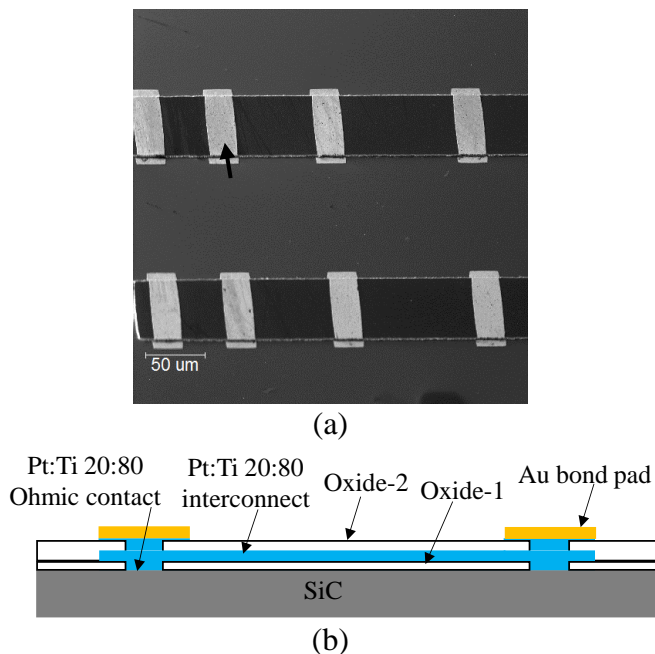 50 um
(a)
Pt:Ti 20:80
Ohmic contact
Pt:Ti 20:80
interconnect
Oxide-2
Oxide-1
Au bond pad
SiC
(b)